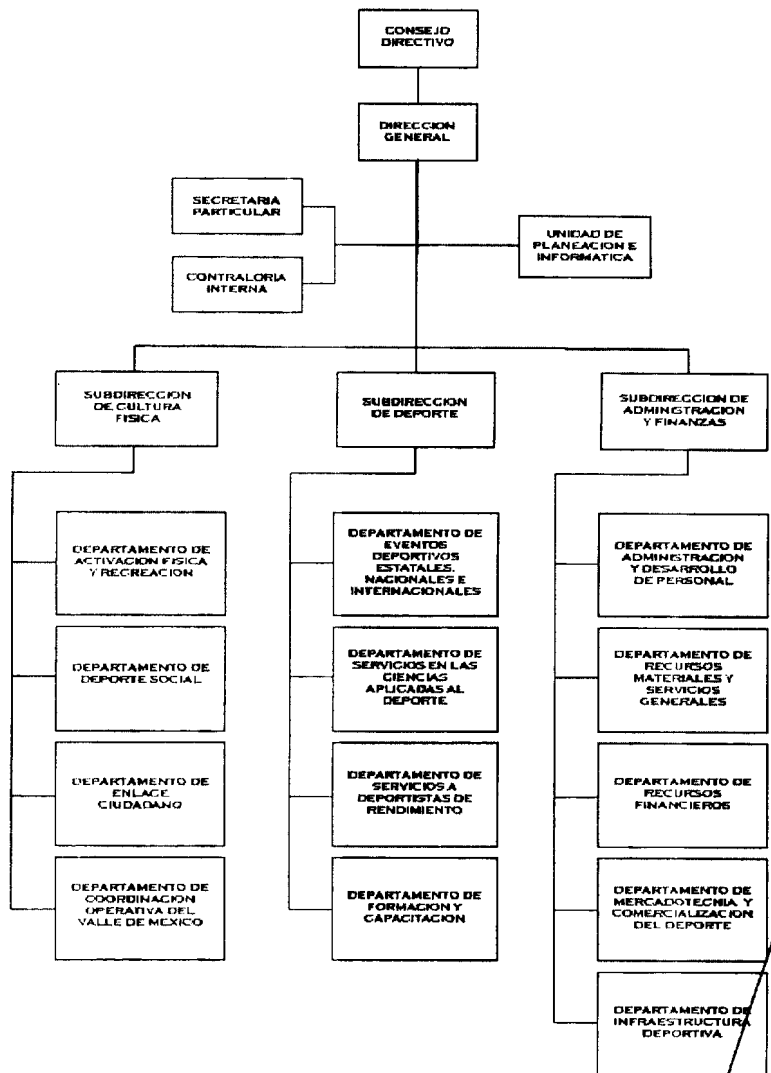 CONSEJO
DIRECTIVO
DIRECCION
GENERAL
SECRETARIA
PARTICULAR
UNIDAD DE
PLANEACION E
INFORMATICA
CONTRALORIA
INTERNA
SUBDIRECCION
DE CULTURA
FISICA
SUBDIRECCION
DE DEPORTE
SUBDIRECCION DE
ADMINISTRACION
Y FINANZAS
DEPARTAMENTO DE
ACTIVACION FISICA
Y RECREACION
DEPARTAMENTO DE
DEPORTE SOCIAL
DEPARTAMENTO DE
ENLACE
CIUDADANO
DEPARTAMENTO DE
COORDINACION
OPERATIVA DEL
VALLE DE MEXICO
DEPARTAMENTO DE
EVENTOS
DEPORTIVOS
ESTATALES,
NACIONALES E
INTERNACIONALES
DEPARTAMENTO DE
SERVICIOS EN LAS
CIENCIAS
APLICADAS AL
DEPORTE
DEPARTAMENTO DE
SERVICIOS A
DEPORTISTAS DE
RENDIMIENTO
DEPARTAMENTO DE
FORMACION Y
CAPACITACION
DEPARTAMENTO DE
ADMINISTRACION
Y DESARROLLO
DE PERSONAL
DEPARTAMENTO DE
RECURSOS
MATERIALES Y
SERVICIOS
GENERALES
DEPARTAMENTO DE
RECURSOS
FINANCIEROS
DEPARTAMENTO DE
MERCADOTECNIA Y
COMERCIALIZACION
DEL DEPORTE
DEPARTAMENTO DE
INFRAESTRUCTURA
DEPORTIVA